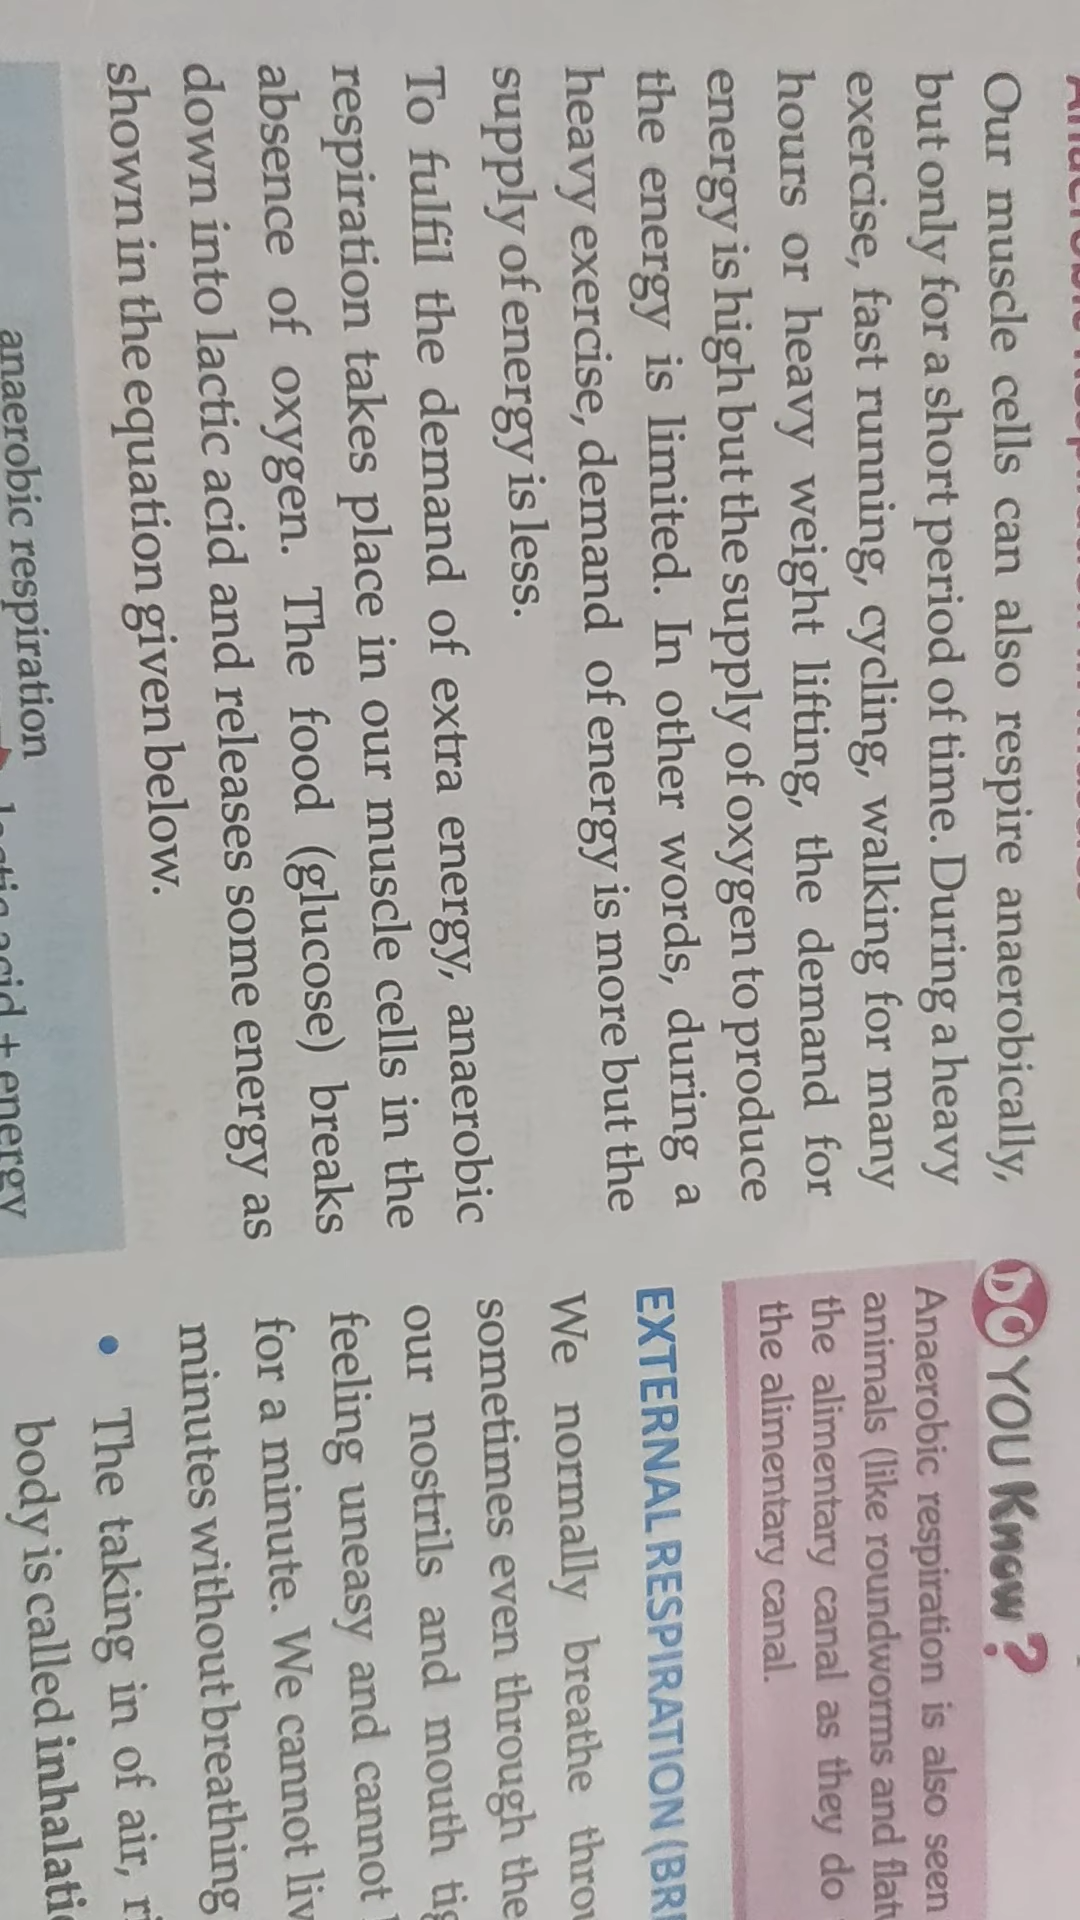 Our muscle cells can also respire anaerobically,
but only for a short period of time. During a heavy
exercise, fast running, cycling, walking for many
hours or heavy weight lifting, the demand for
energy is high but the supply of oxygen to produce
the energy is limited. In other words, during a
heavy exercise, demand of energy is more but the
supply of energy is less.
To fulfil the demand of extra energy, anaerobic
respiration takes place in our muscle cells in the
absence of oxygen. The food (glucose) breaks
down into lactic acid and releases some energy as
shown in the equation given below.
anaerobic respiration
lactic acid + energy
DO YOU Know?
Anaerobic respiration is also seen
animals (like roundworms and
the alimentary canal as they do
the alimentary canal.
EXTERNAL RESPIRATION
We normally breathe
sometimes even through the
our nostrils and mouth
feeling uneasy and cannot
for a minute. We cannot
minutes without breathing
• The taking in of air,
body is called